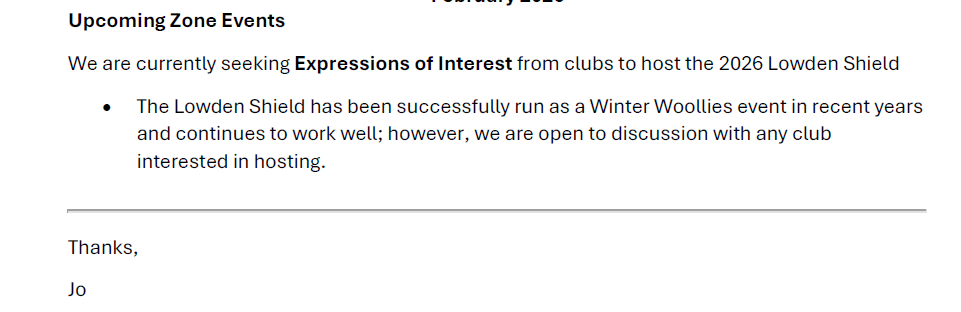 Upcoming Zone Events
We are currently seeking Expressions of Interest from clubs to host the 2026 Lowden Shield
• The Lowden Shield has been successfully run as a Winter Woollies event in recent years
and continues to work well; however, we are open to discussion with any club
interested in hosting.
Thanks,
Jo